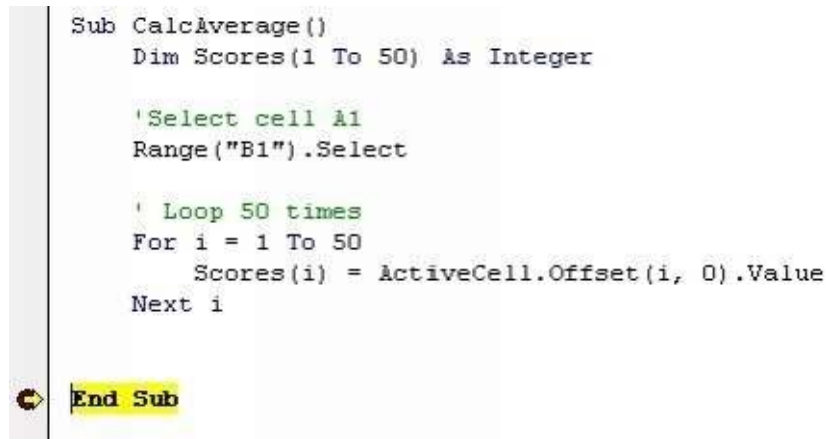 Sub CalcAverage()
Dim Scores(1 To 50) As Integer
'Select cell A1
Range("B1").Select
' Loop 50 times
For i = 1 To 50
Scores(i) = ActiveCell.Offset(i, 0).Value
Next i
End Sub